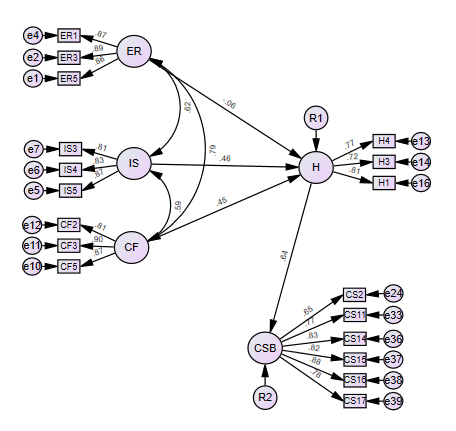 e4 ER1 .87
e2 ER3 .89
e1 ER5 .86
ER
-.06
.62
.79
R1
e7 IS3 .81
e6 IS4 .83
e5 IS5 .87
IS
.46
H
.77 H4 e13
.72 H3 e14
.81 H1 e16
.59
.45
e12 CF2 .81
e11 CF3 .90
e10 CF5 .87
CF
.64
CSB
R2
.65 CS2 e24
.77 CS11 e33
.83 CS14 e36
.82 CS15 e37
.68 CS16 e38
.78 CS17 e39